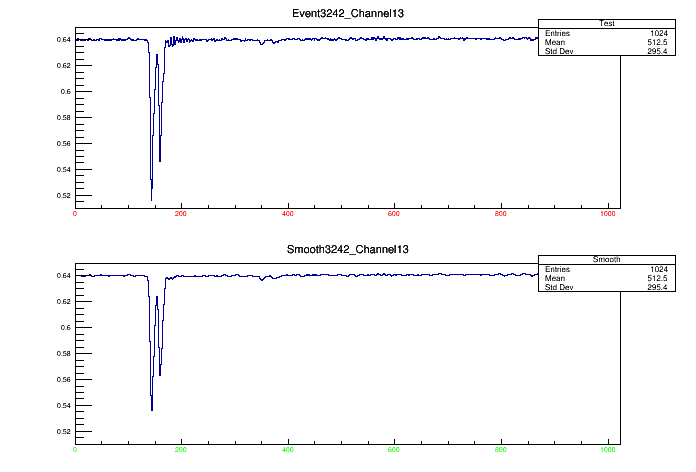 Event3242_Channel13
Test
Entries 1024
Mean 512.5
Std Dev 295.4
0.64
0.62
0.6
0.58
0.56
0.54
0.52
0 200 400 600 800 1000
Smooth3242_Channel13
Smooth
Entries 1024
Mean 512.5
Std Dev 295.4
0.64
0.62
0.6
0.58
0.56
0.54
0.52
0 200 400 600 800 1000